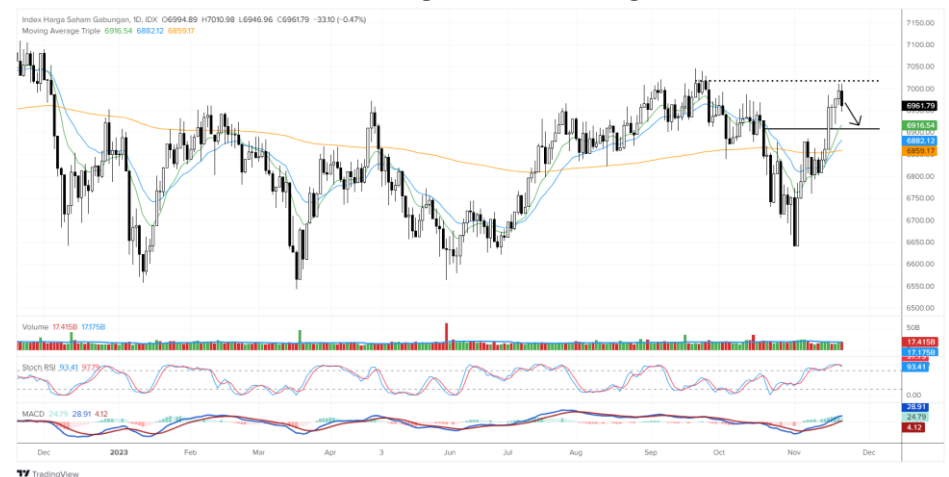 Index Harga Saham Gabungan, 1D, IDX O6994.89 H7010.98 L6946.96 C6961.79 -33.10 (-0.47%)
Moving Average Triple 6916.54 6882.12 6859.17
7150.00
7100.00
7050.00
7000.00
6961.79
6916.54
6882.12
6859.17
6800.00
6750.00
6700.00
6650.00
6600.00
6550.00
6500.00
Volume 17.415B 17.175B
50B
17.415B
17.175B
Stoch RSI 93.41 97.79
93.41
0.00
MACD 24.79 28.91 4.12
28.91
24.79
4.12
Dec 2023 Feb Mar Apr 3 Jun Jul Aug Sep Oct Nov Dec
TradingView